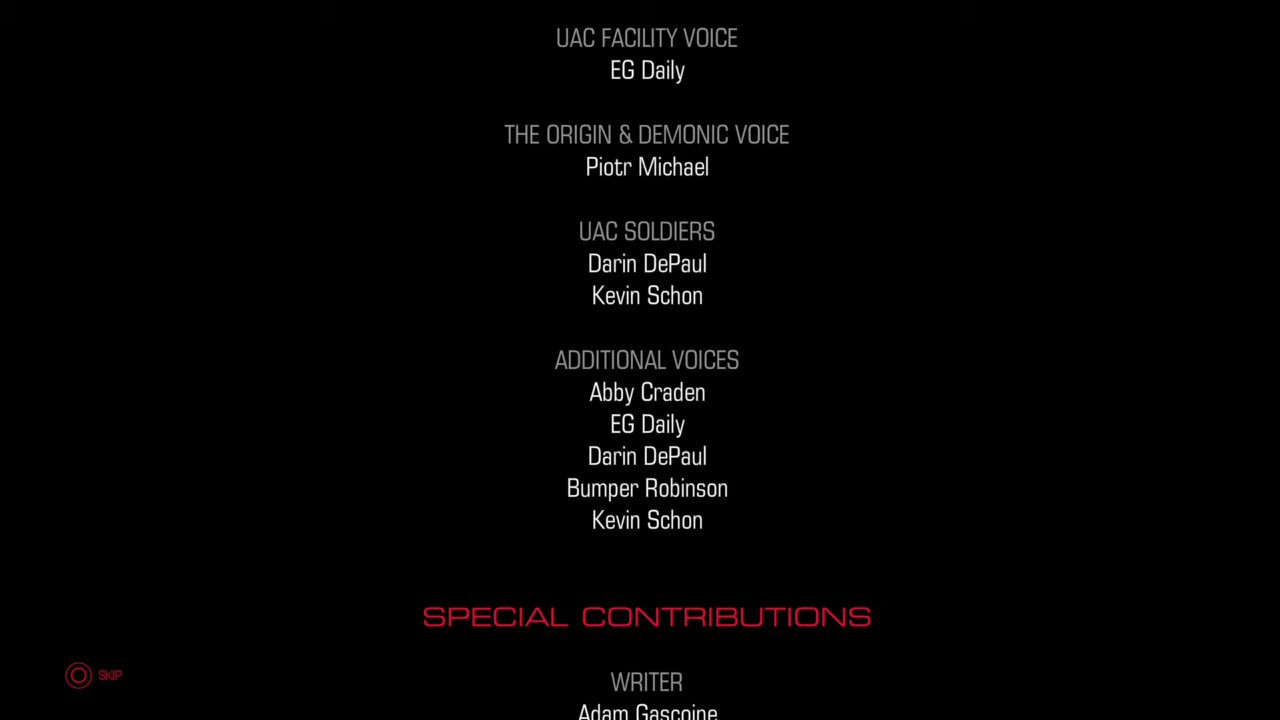 UAC FACILITY VOICE
EG Daily
THE ORIGIN & DEMONIC VOICE
Piotr Michael
UAC SOLDIERS
Darin DePaul
Kevin Schon
ADDITIONAL VOICES
Abby Craden
EG Daily
Darin DePaul
Bumper Robinson
Kevin Schon
SPECIAL CONTRIBUTIONS
SKIP
WRITER
Adam Gascoine